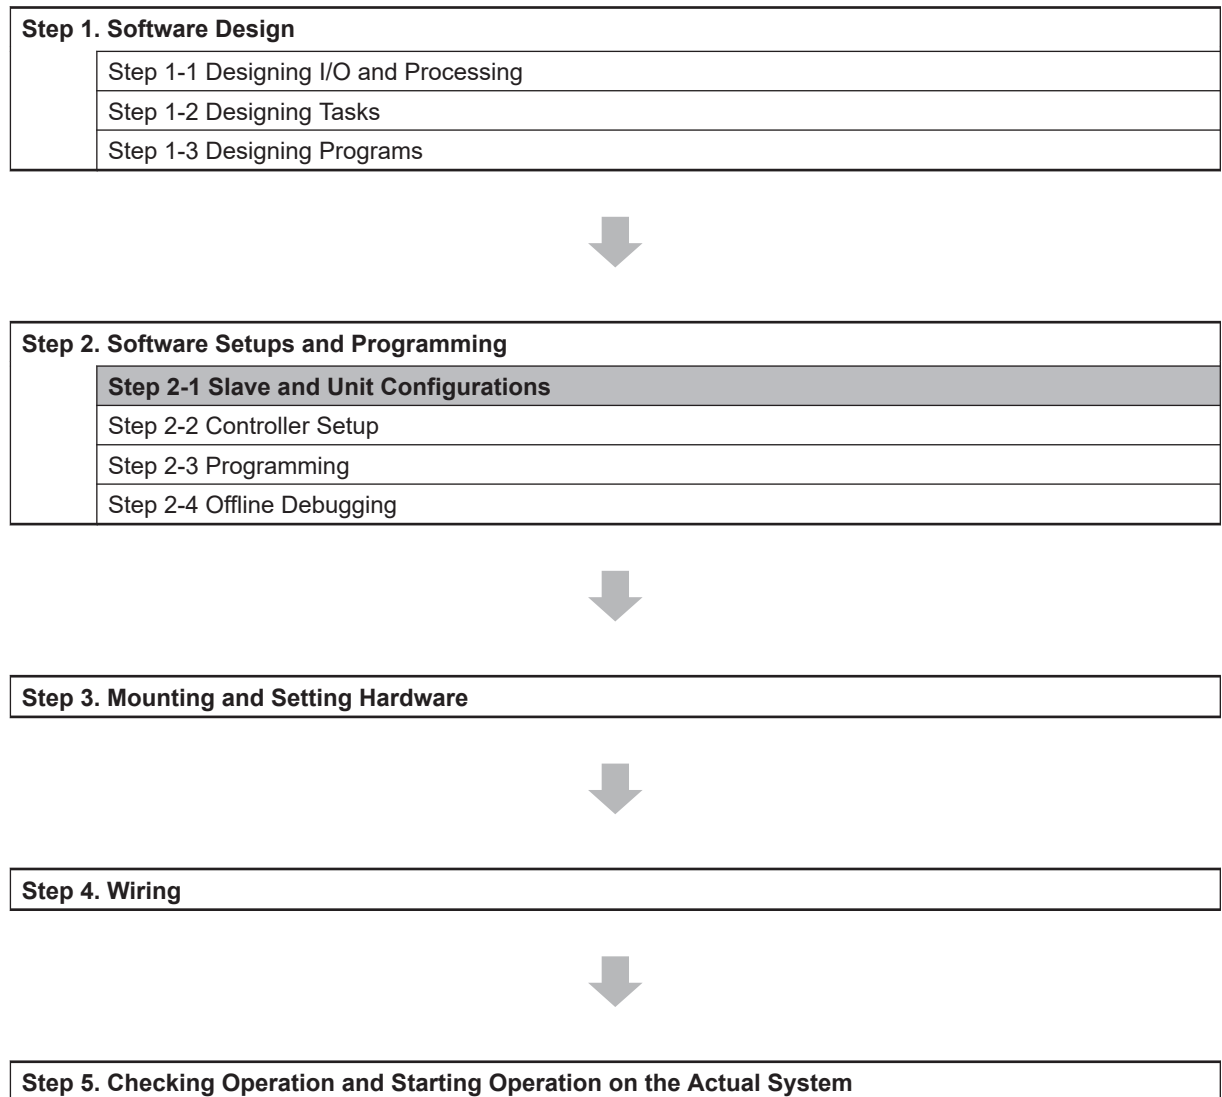 Step 1. Software Design
Step 1-1 Designing I/O and Processing
Step 1-2 Designing Tasks
Step 1-3 Designing Programs
Step 2. Software Setups and Programming
Step 2-1 Slave and Unit Configurations
Step 2-2 Controller Setup
Step 2-3 Programming
Step 2-4 Offline Debugging
Step 3. Mounting and Setting Hardware
Step 4. Wiring
Step 5. Checking Operation and Starting Operation on the Actual System